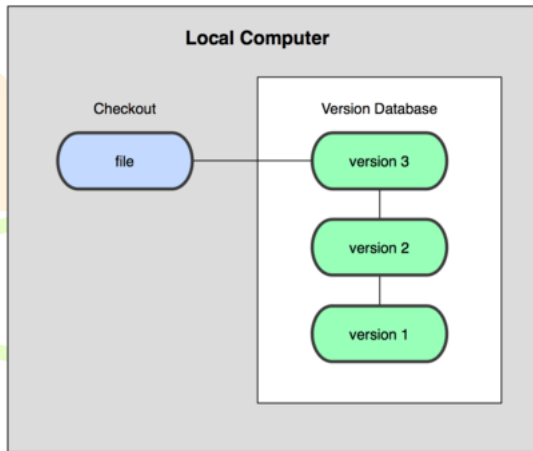 Local Computer
Checkout
Version Database
file
version 3
version 2
version 1